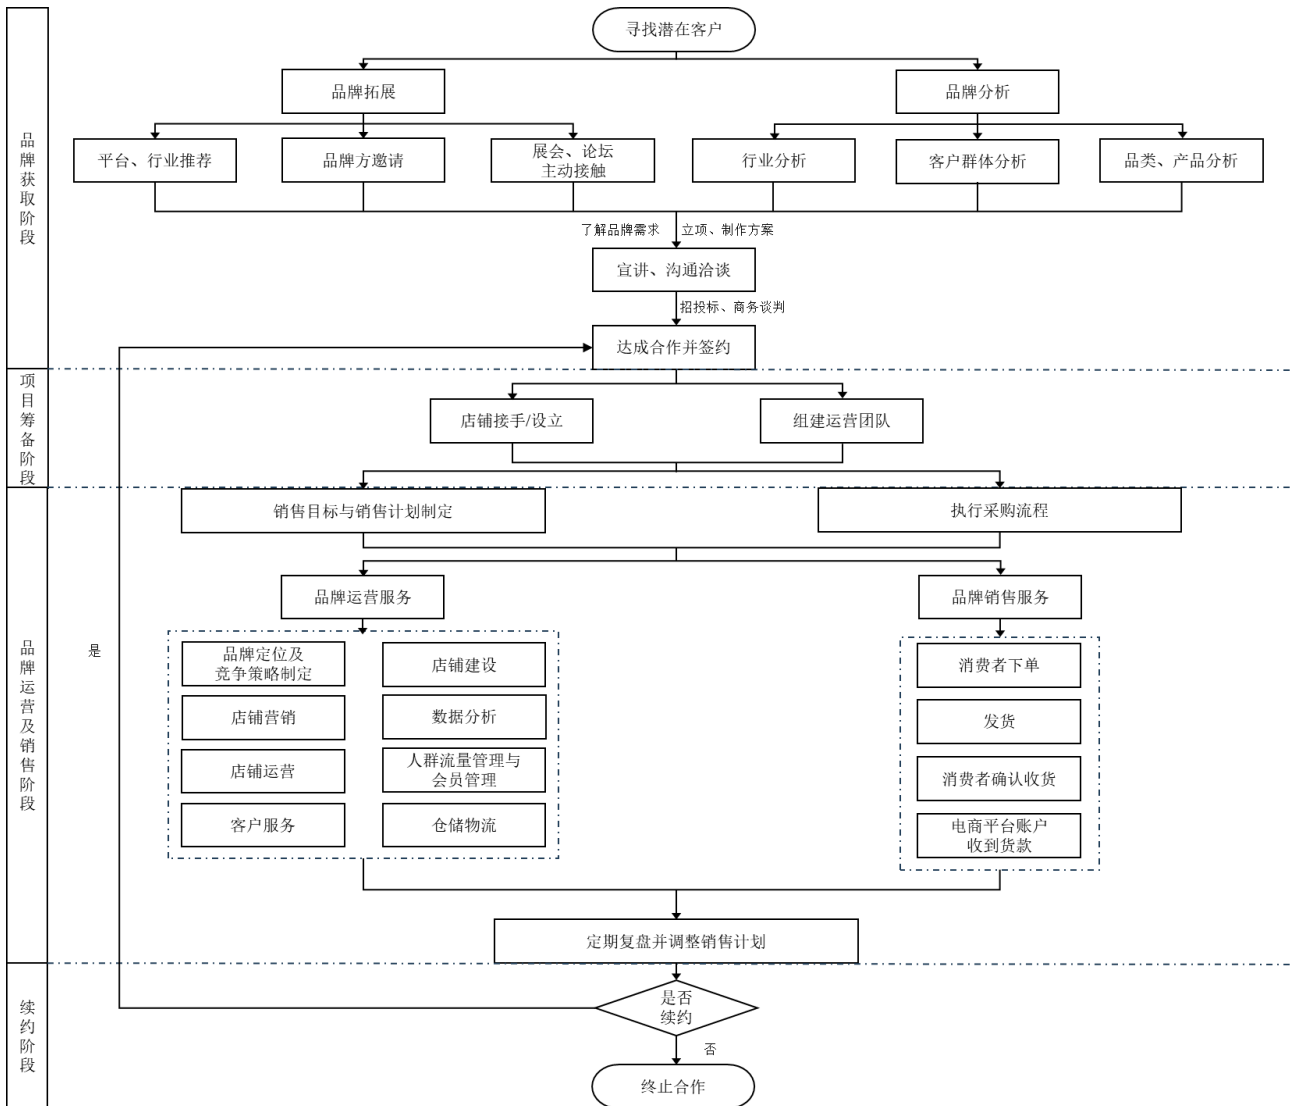 寻找潜在客户
品牌拓展
品牌分析
平台、行业推荐
品牌方邀请
展会、论坛
主动接触
行业分析
客户群体分析
品类、产品分析
品牌获取阶段
了解品牌需求
立项、制作方案
宣讲、沟通洽谈
招投标、商务谈判
达成合作并签约
项目筹备阶段
店铺接手/设立
组建运营团队
销售目标与销售计划制定
执行采购流程
品牌运营服务
品牌销售服务
品牌运营及销售阶段
是
品牌定位及
竞争策略制定
店铺建设
店铺营销
数据分析
店铺运营
人群流量管理与
会员管理
客户服务
仓储物流
消费者下单
发货
消费者确认收货
电商平台账户
收到货款
定期复盘并调整销售计划
续约阶段
是否
续约
否
终止合作